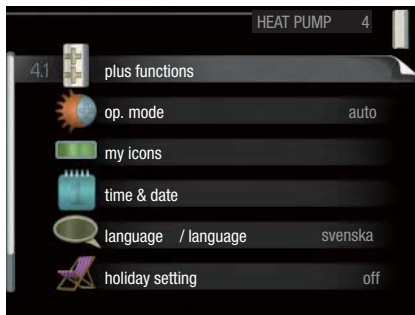 HEAT PUMP 4
4.1 plus functions
op. mode auto
my icons
time & date
language / language svenska
holiday setting off